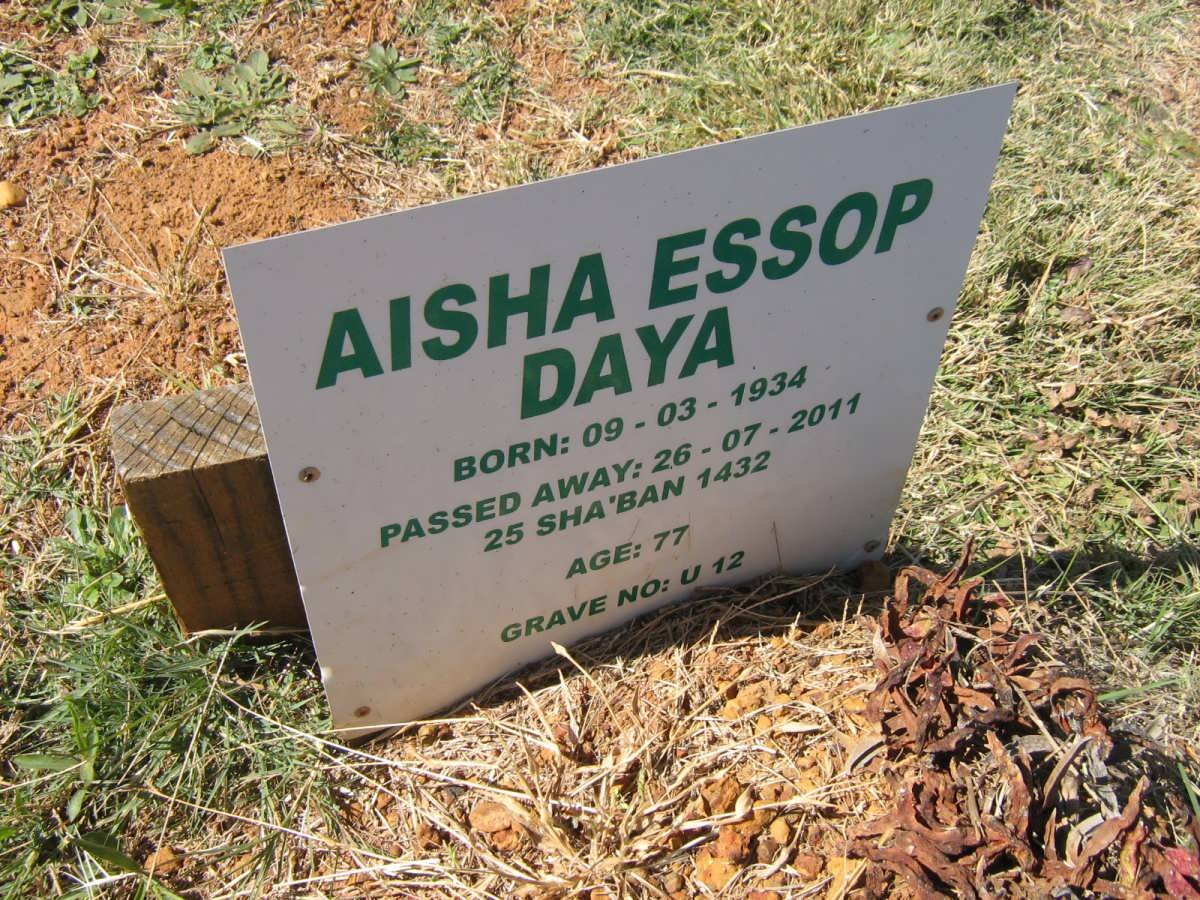 AISHA ESSOP
DAYA
BORN: 09 - 03 - 1934
PASSED AWAY: 26 - 07 - 2011
25 SHA'BAN 1432
AGE: 77
GRAVE NO: U 12